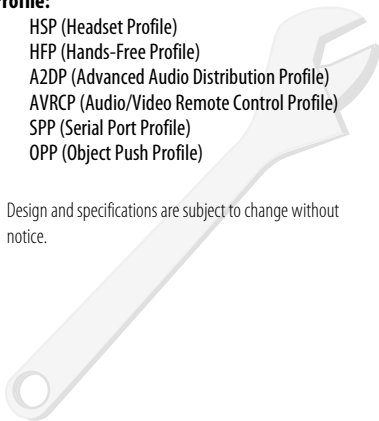 Profile:
HSP (Headset Profile)
HFP (Hands-Free Profile)
A2DP (Advanced Audio Distribution Profile)
AVRCP (Audio/Video Remote Control Profile)
SPP (Serial Port Profile)
OPP (Object Push Profile)
Design and specifications are subject to change without
notice.